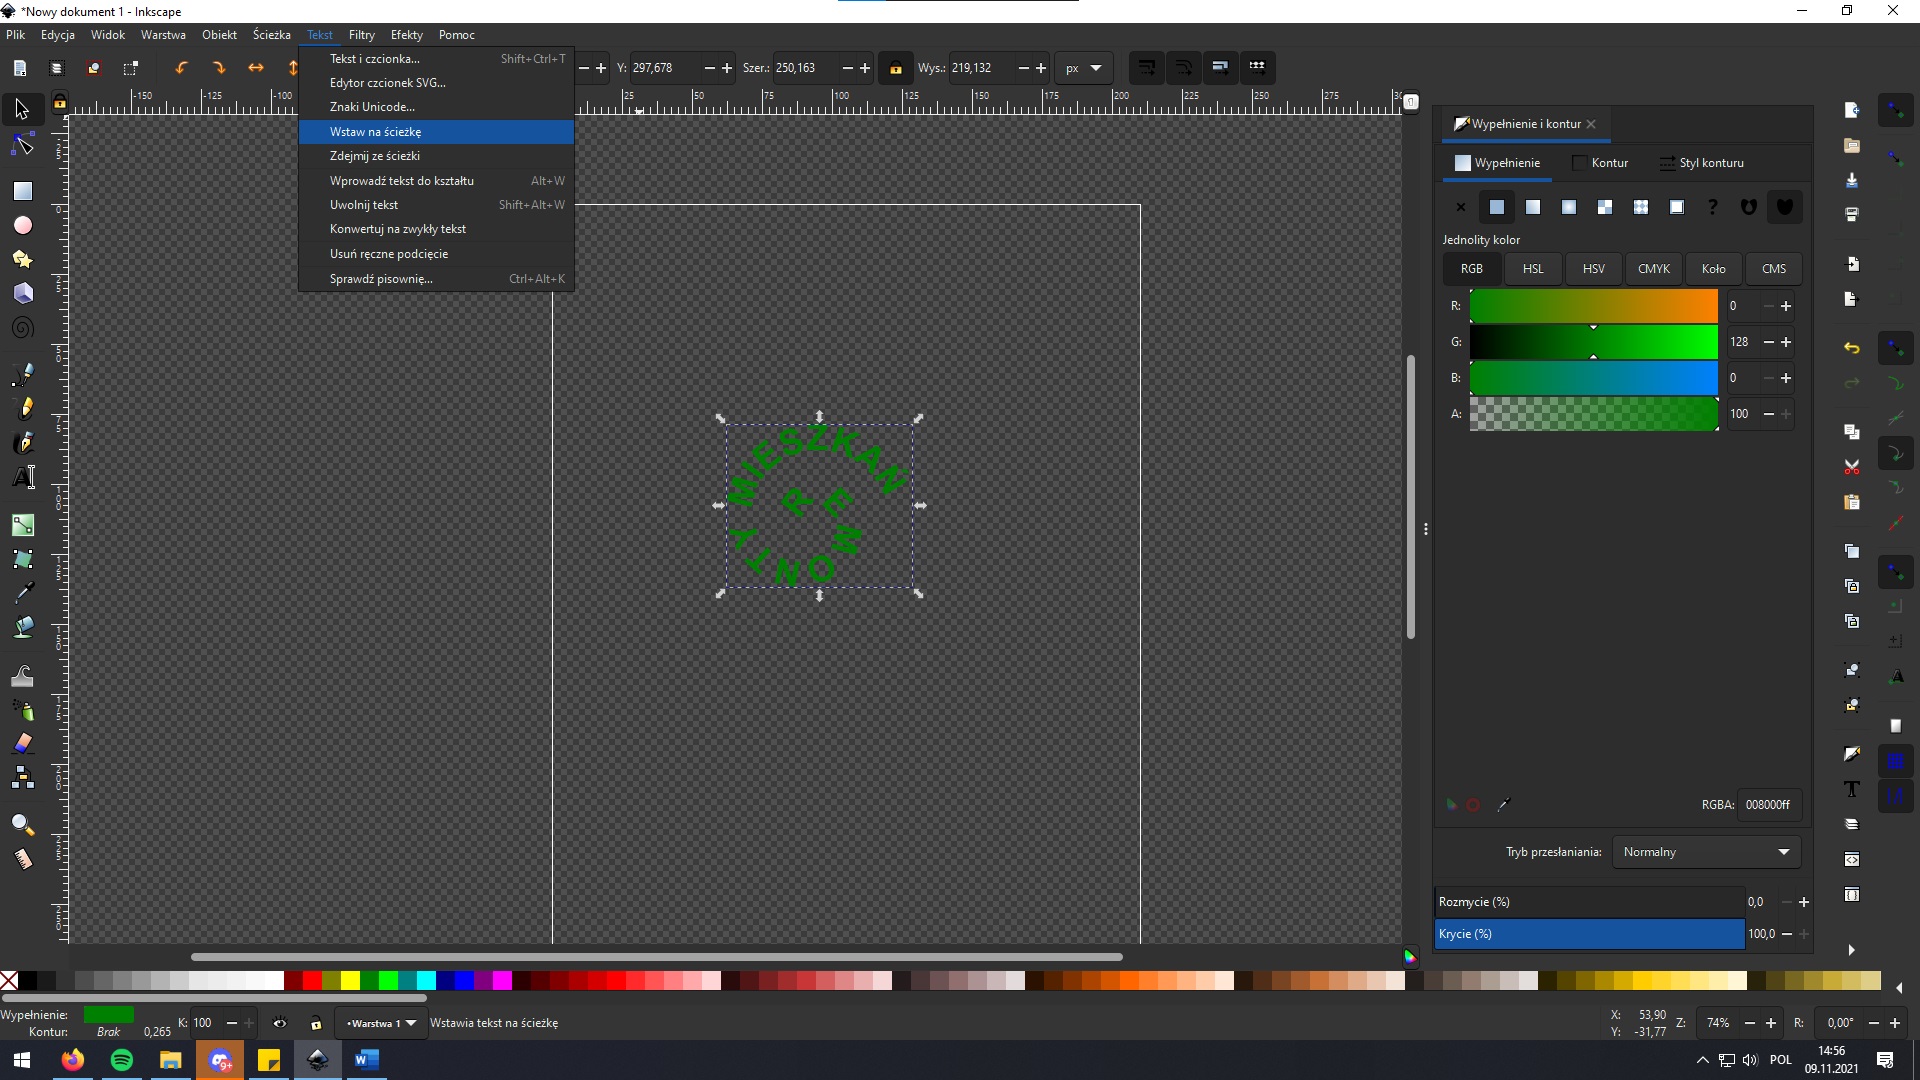 *Nowy dokument 1 - Inkscape
Plik Edycja Widok Warstwa Obiekt Ścieżka Tekst Filtry Efekty Pomoc
Tekst i czcionka... Shift+Ctrl+T
Edytor czcionek SVG...
Znaki Unicode...
Wstaw na ścieżkę
Zdejmij ze ścieżki
Wprowadź tekst do kształtu Alt+W
Uwolnij tekst Shift+Alt+W
Konwertuj na zwykły tekst
Usuń ręczne podcięcie
Sprawdź pisownię... Ctrl+Alt+K
Y: 297,678 Szer.: 250,163 Wys.: 219,132 px
-150 -125 -100 25 50 75 100 125 150 175 200 225 250 275
MIESZKAŃ
REMONTY
Wypełnienie i kontur
Wypełnienie Kontur Styl konturu
Jednolity kolor
RGB HSL HSV CMYK Koło CMS
R: 0
G: 128
B: 0
A: 100
RGBA: 008000ff
Tryb przesłaniania: Normalny
Rozmycie (%) 0,0
Krycie (%) 100,0
Wypełnienie:
Kontur: Brak 0,265
K: 100
•Warstwa 1
Wstawia tekst na ścieżkę
X: 53,90
Y: -31,77
Z: 74%
R: 0,00°
9+
POL
14:56
09.11.2021